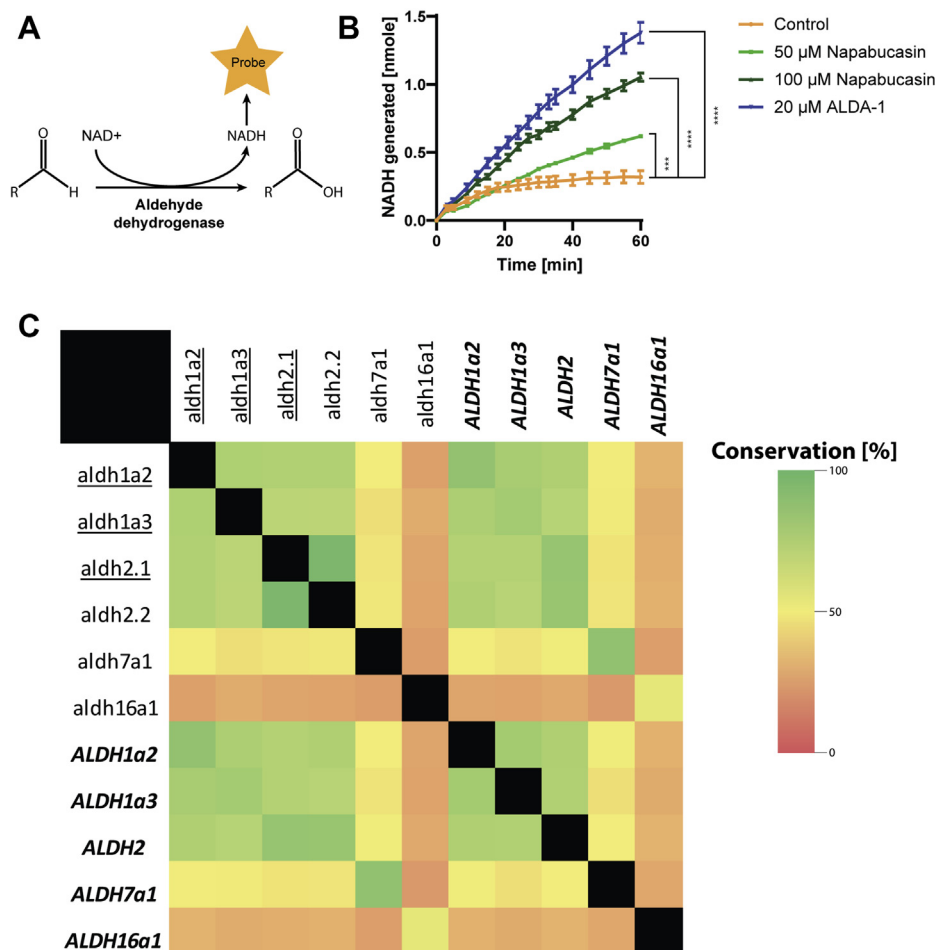 A
Probe
NAD+
NADH
O
R
H
Aldehyde
dehydrogenase
O
R
OH
B
NADH generated [nmole]
1.5
1.0
0.5
0.0
0
20
40
60
Time [min]
***
****
****
Control
50 µM Napabucasin
100 µM Napabucasin
20 µM ALDA-1
C
aldh1a2
aldh1a3
aldh2.1
aldh2.2
aldh7a1
aldh16a1
ALDH1a2
ALDH1a3
ALDH2
ALDH7a1
ALDH16a1
aldh1a2
aldh1a3
aldh2.1
aldh2.2
aldh7a1
aldh16a1
ALDH1a2
ALDH1a3
ALDH2
ALDH7a1
ALDH16a1
Conservation [%]
100
50
0